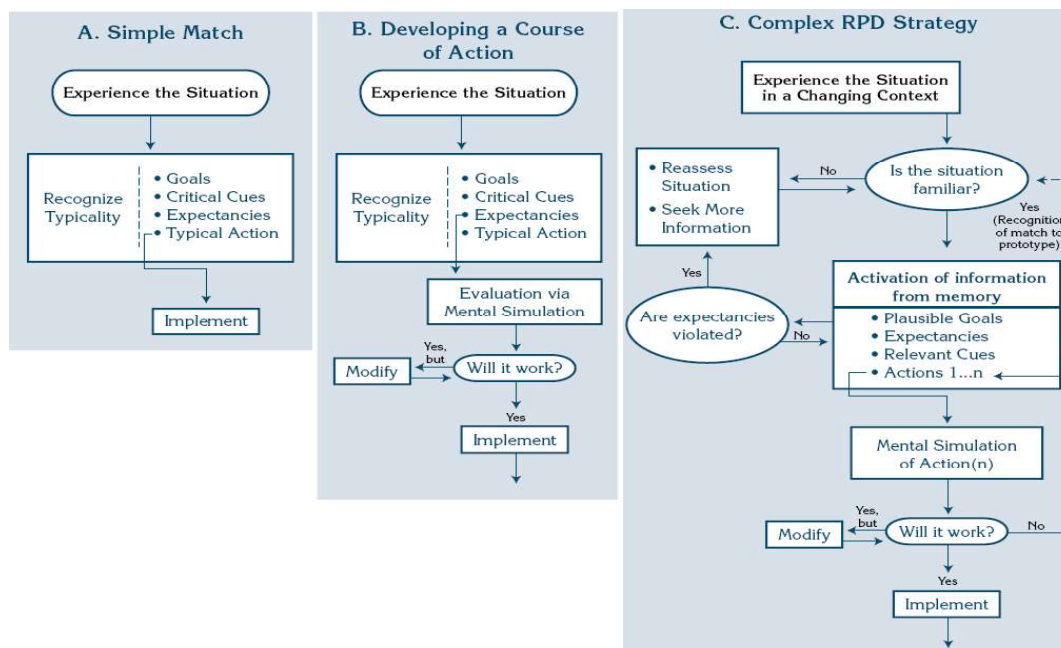 A. Simple Match
Experience the Situation
Recognize
Typicality
• Goals
• Critical Cues
• Expectancies
• Typical Action
Implement
B. Developing a Course
of Action
Experience the Situation
Recognize
Typicality
• Goals
• Critical Cues
• Expectancies
• Typical Action
Evaluation via
Mental Simulation
Yes,
but
Modify
Will it work?
Yes
Implement
C. Complex RPD Strategy
Experience the Situation
in a Changing Context
• Reassess
Situation
• Seek More
Information
No
Is the situation
familiar?
Yes
(Recognition
of match to
prototype)
Yes
Are expectancies
violated?
No
Activation of information
from memory
• Plausible Goals
• Expectancies
• Relevant Cues
• Actions 1...n
Mental Simulation
of Action(n)
Yes,
but
Modify
Will it work?
No
Yes
Implement